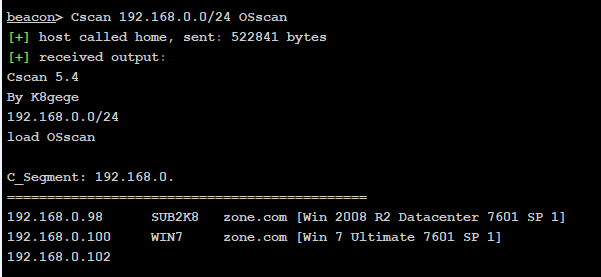 beacon> Cscan 192.168.0.0/24 OSscan
[+] host called home, sent: 522841 bytes
[+] received output:
Cscan 5.4
By K8gege
192.168.0.0/24
load OSscan
C_Segment: 192.168.0.
=============================================
192.168.0.98 SUB2K8 zone.com [Win 2008 R2 Datacenter 7601 SP 1]
192.168.0.100 WIN7 zone.com [Win 7 Ultimate 7601 SP 1]
192.168.0.102